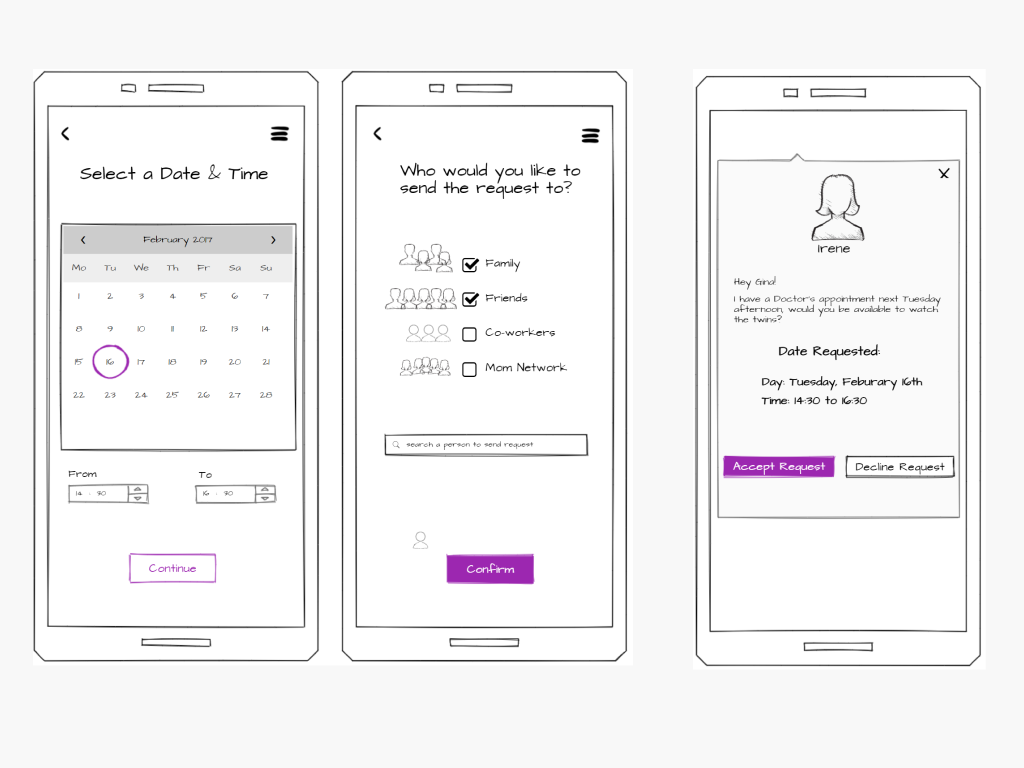 Select a Date & Time
February 2017
Mo Tu We Th Fr Sa Su
1 2 3 4 5 6 7
8 9 10 11 12 13 14
15 16 17 18 19 20 21
22 23 24 25 26 27 28
From To
14 : 30 16 : 30
Continue
Who would you like to
send the request to?
Family
Friends
Co-workers
Mom Network
search a person to send request
Confirm
X
Irene
Hey Gina!
I have a Doctor's appointment next Tuesday
afternoon, would you be available to watch
the twins?
Date Requested:
Day: Tuesday, Feburary 16th
Time: 14:30 to 16:30
Accept Request Decline Request